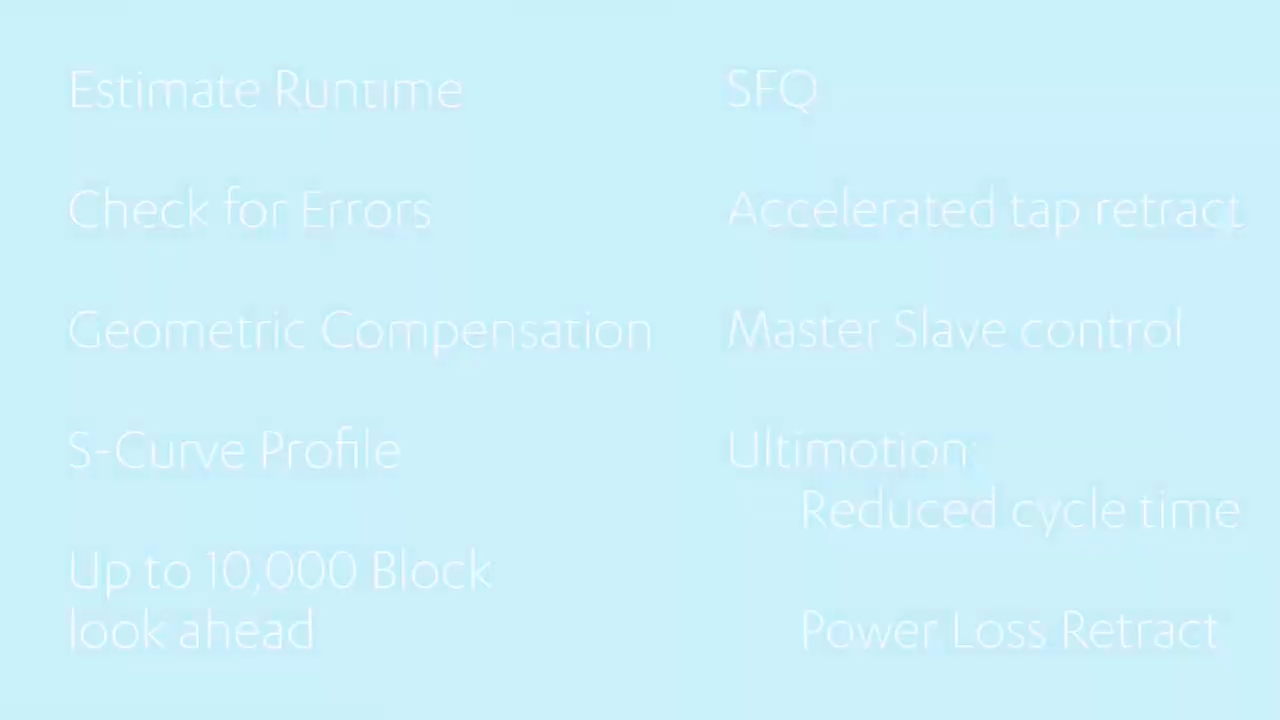 Estimate Runtime
Check for Errors
Geometric Compensation
S-Curve Profile
Up to 10,000 Block
look ahead
SFQ
Accelerated tap retract
Master Slave control
Ultimotion:
Reduced cycle time
Power Loss Retract